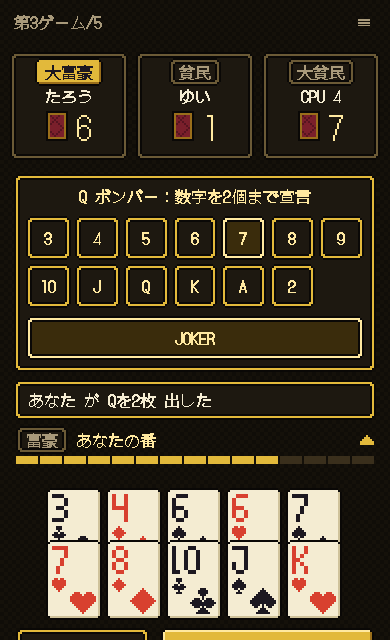 第3ゲーム/5
大富豪 貧民 大貧民
たろう ゆい CPU 4
6 1 7
Q ボンバー：数字を2個まで宣言
3 4 5 6 7 8 9
10 J Q K A 2
JOKER
あなた が Qを2枚 出した
富豪 あなたの番
3 4 6 6 7
7 8 10 J K